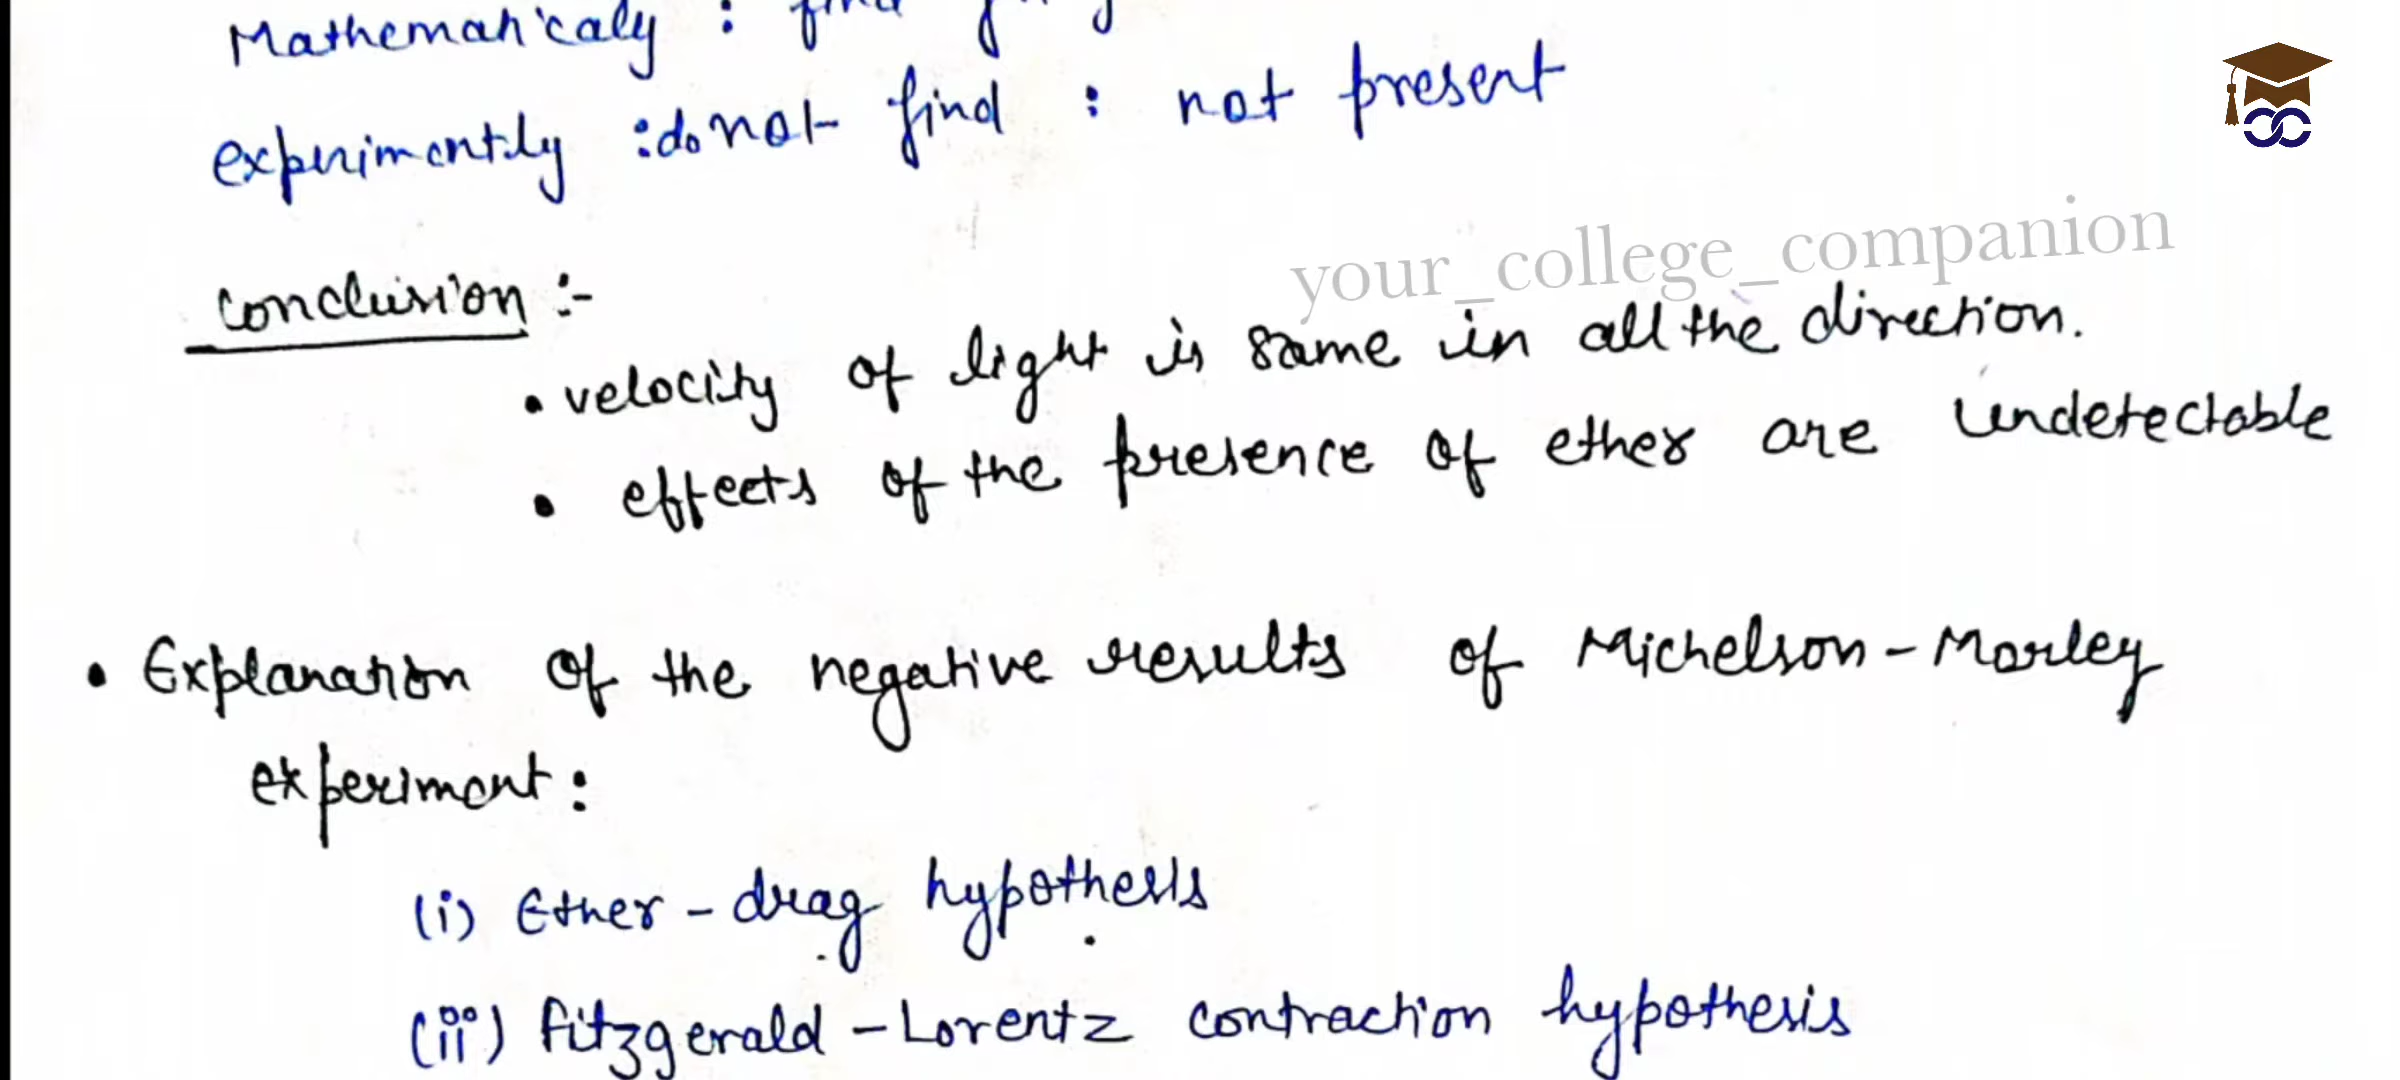 Mathematicaly : find
experimently : do not find : not present
your_college_companion
conclusion :-
• velocity of light is same in all the direction.
• effects of the presence of ether are undetectable
• Explanation of the negative results of Michelson - Morley
experiment :
(i) Ether - drag hypothesis
(ii) fitzgerald - Lorentz contraction hypothesis